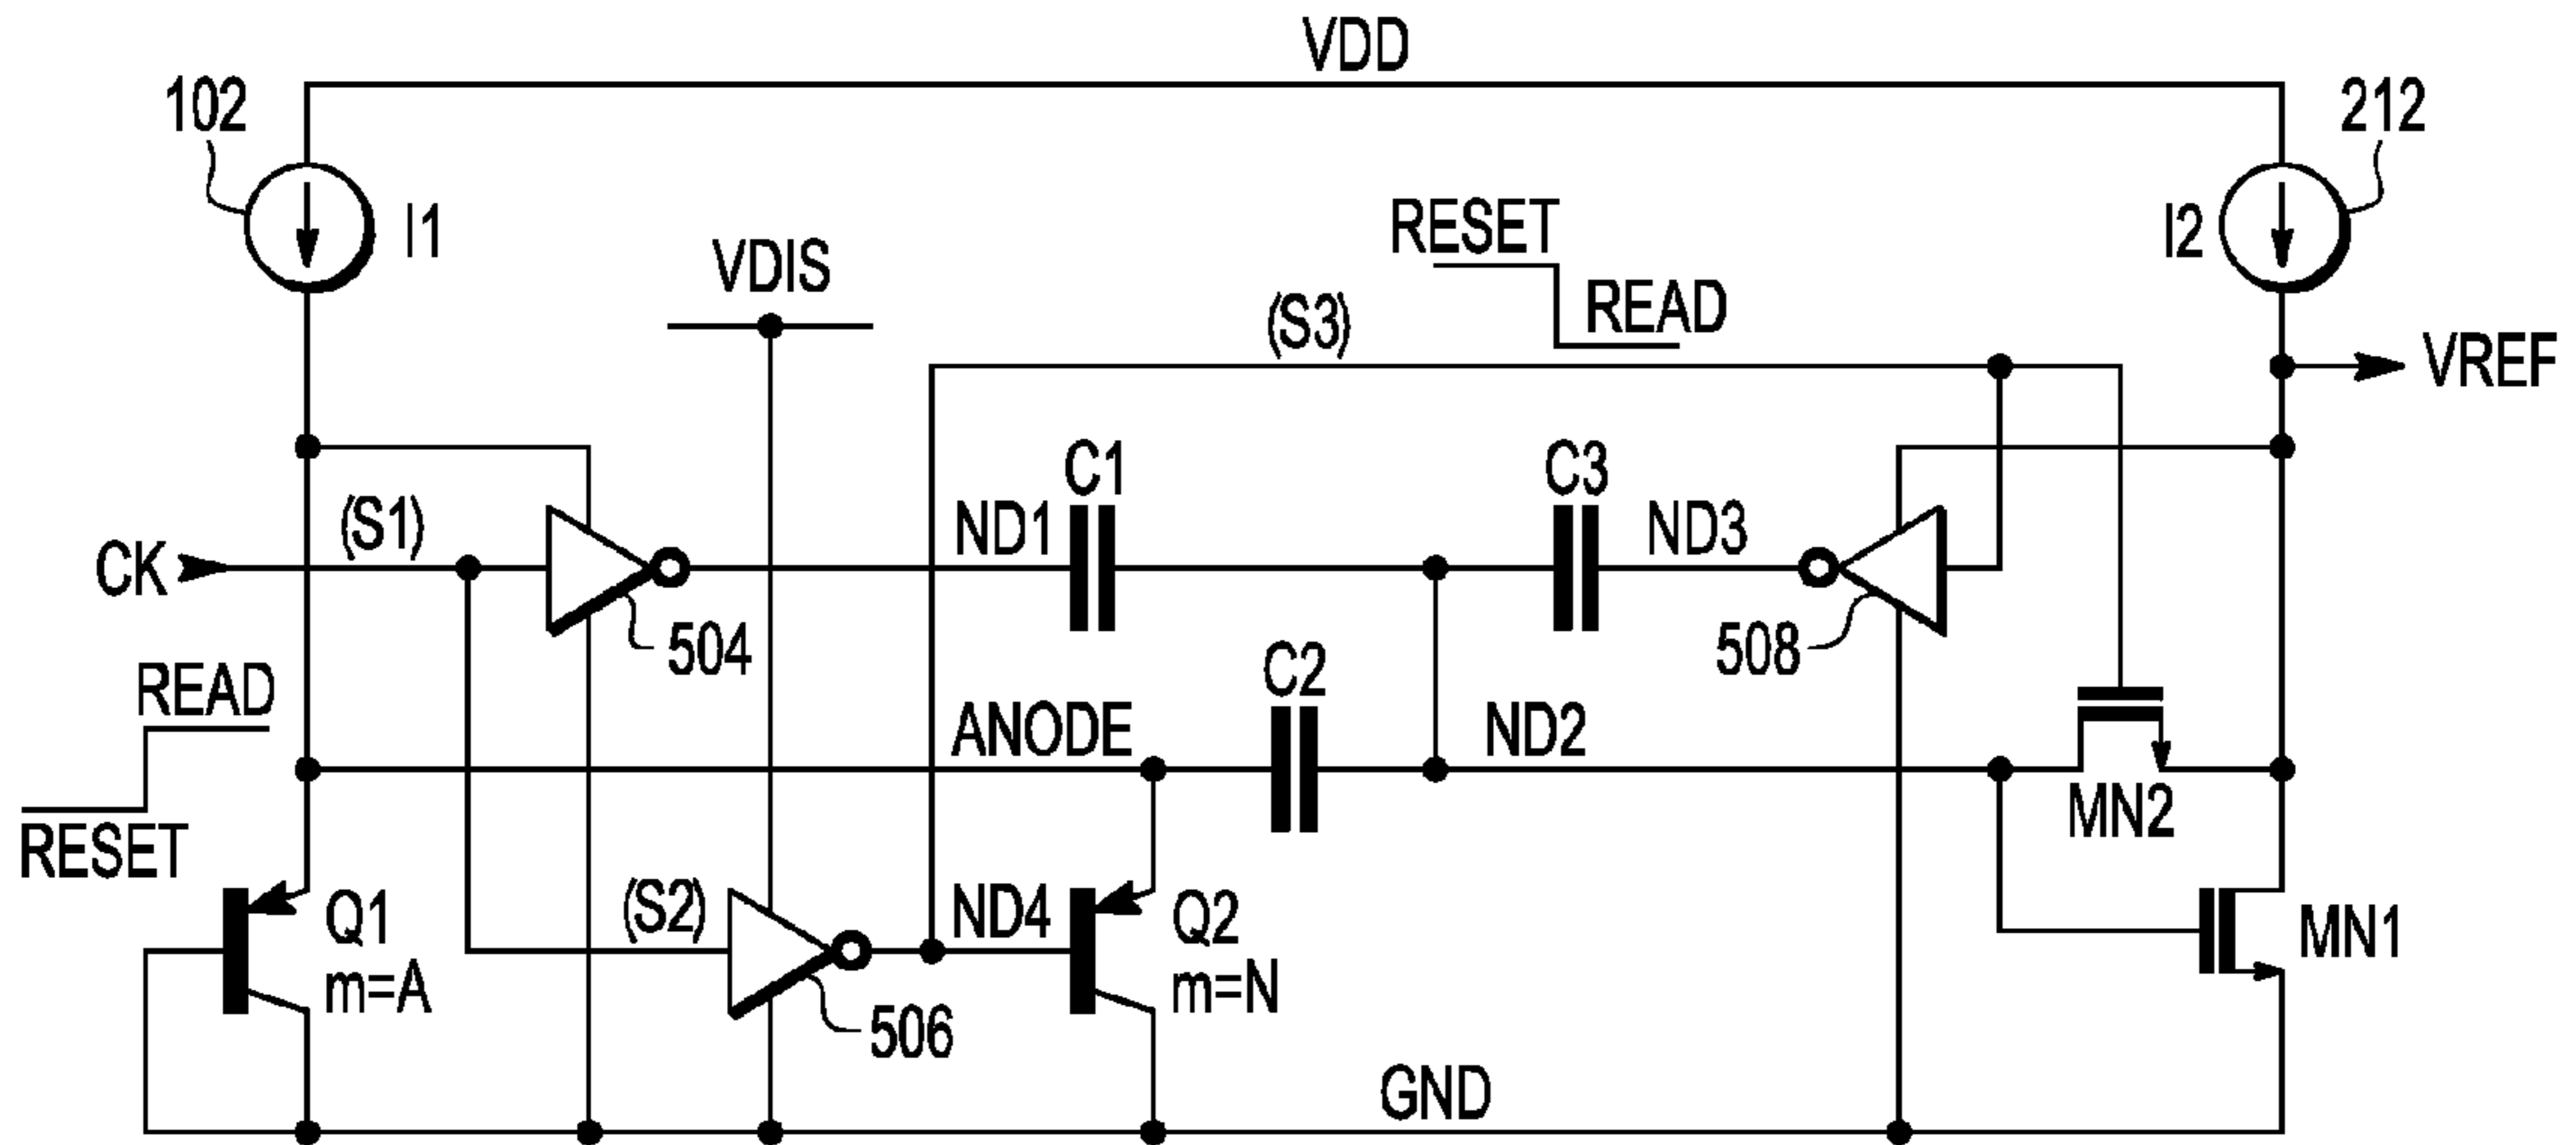 VDD
102
212
I1
I2
RESET
READ
VDIS
(S3)
VREF
C1
C3
(S1)
ND1
ND3
CK
504
508
C2
READ
RESET
ANODE
ND2
MN2
(S2)
ND4
Q1
m=A
Q2
m=N
MN1
506
GND